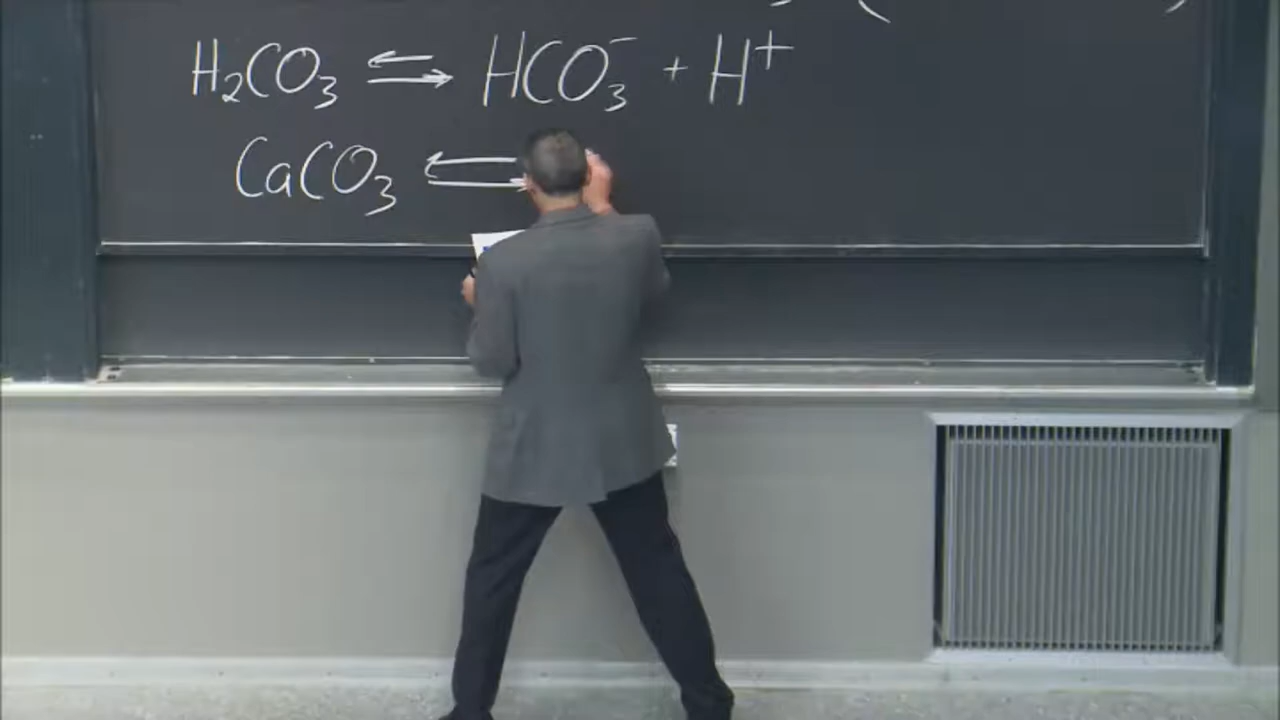 H₂CO₃ ⇌ HCO₃⁻ + H⁺
CaCO₃ ⇌